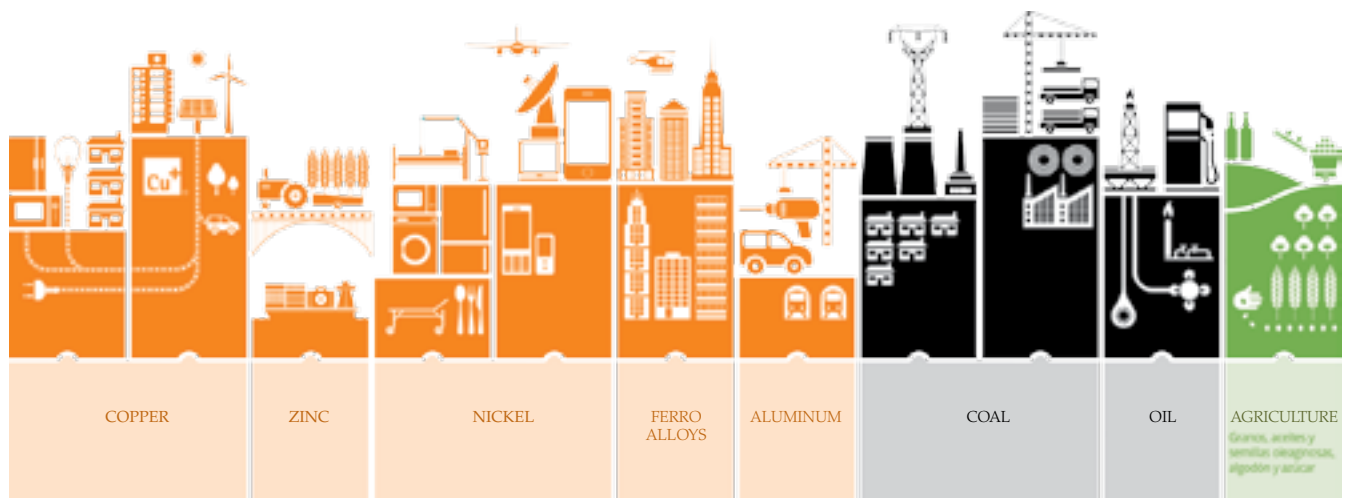 Cu+
COPPER
ZINC
NICKEL
FERRO
ALLOYS
ALUMINUM
COAL
OIL
AGRICULTURE
Granos, aceites y
semillas oleaginosas,
algodón y azúcar